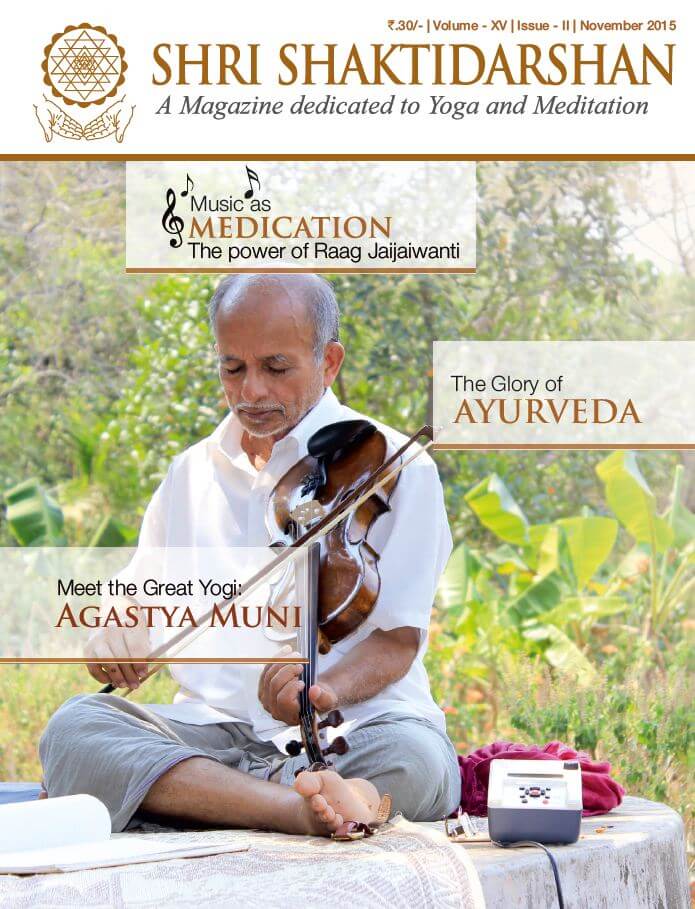 ₹.30/- | Volume - XV | Issue - II | November 2015
SHRI SHAKTIDARSHAN
A Magazine dedicated to Yoga and Meditation
Music as
MEDICATION
The power of Raag Jaijaiwanti
The Glory of
AYURVEDA
Meet the Great Yogi:
AGASTYA MUNI